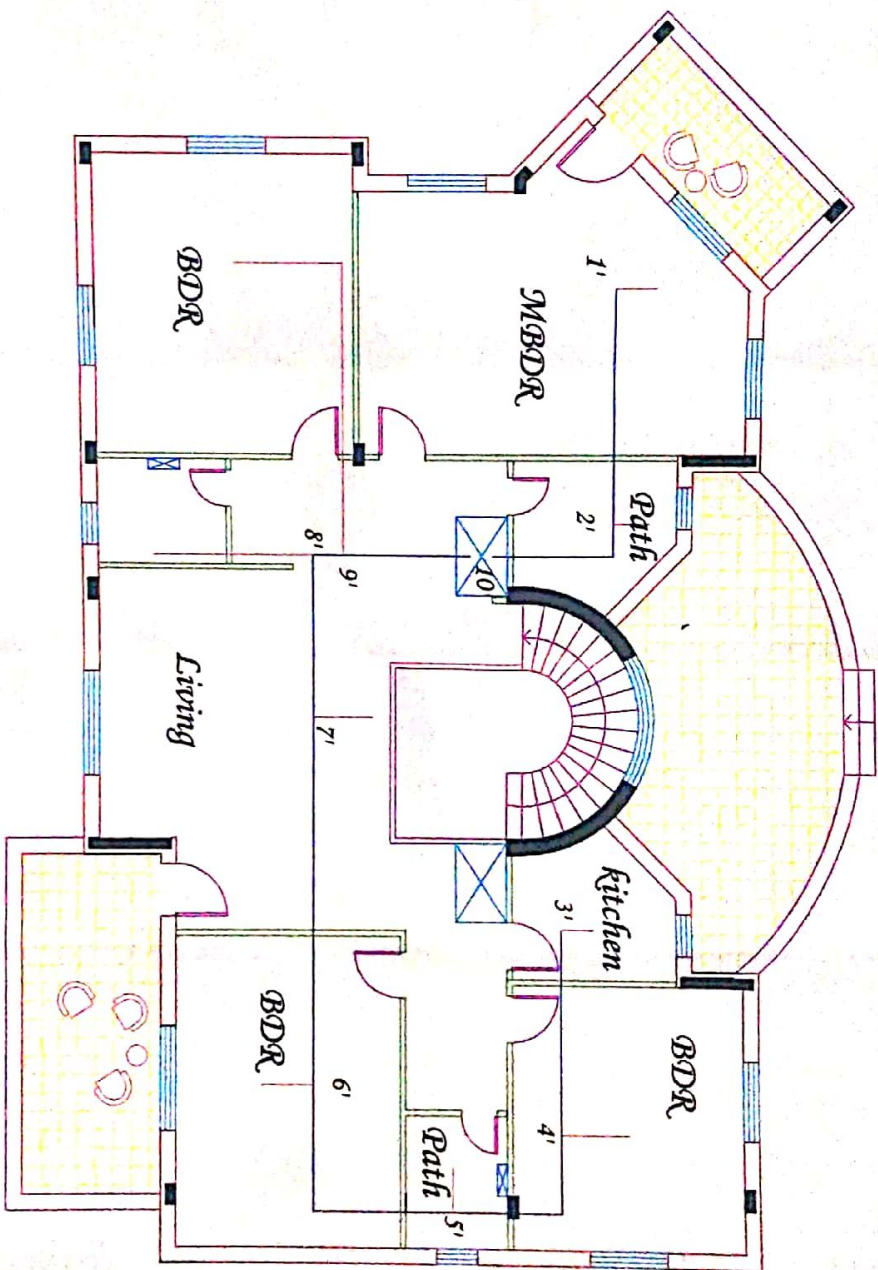 1'
MBDR
BDR
2'
Path
8'
9'
10
Living
7'
kitchen
3'
BDR
BDR
6'
4'
Path
5'